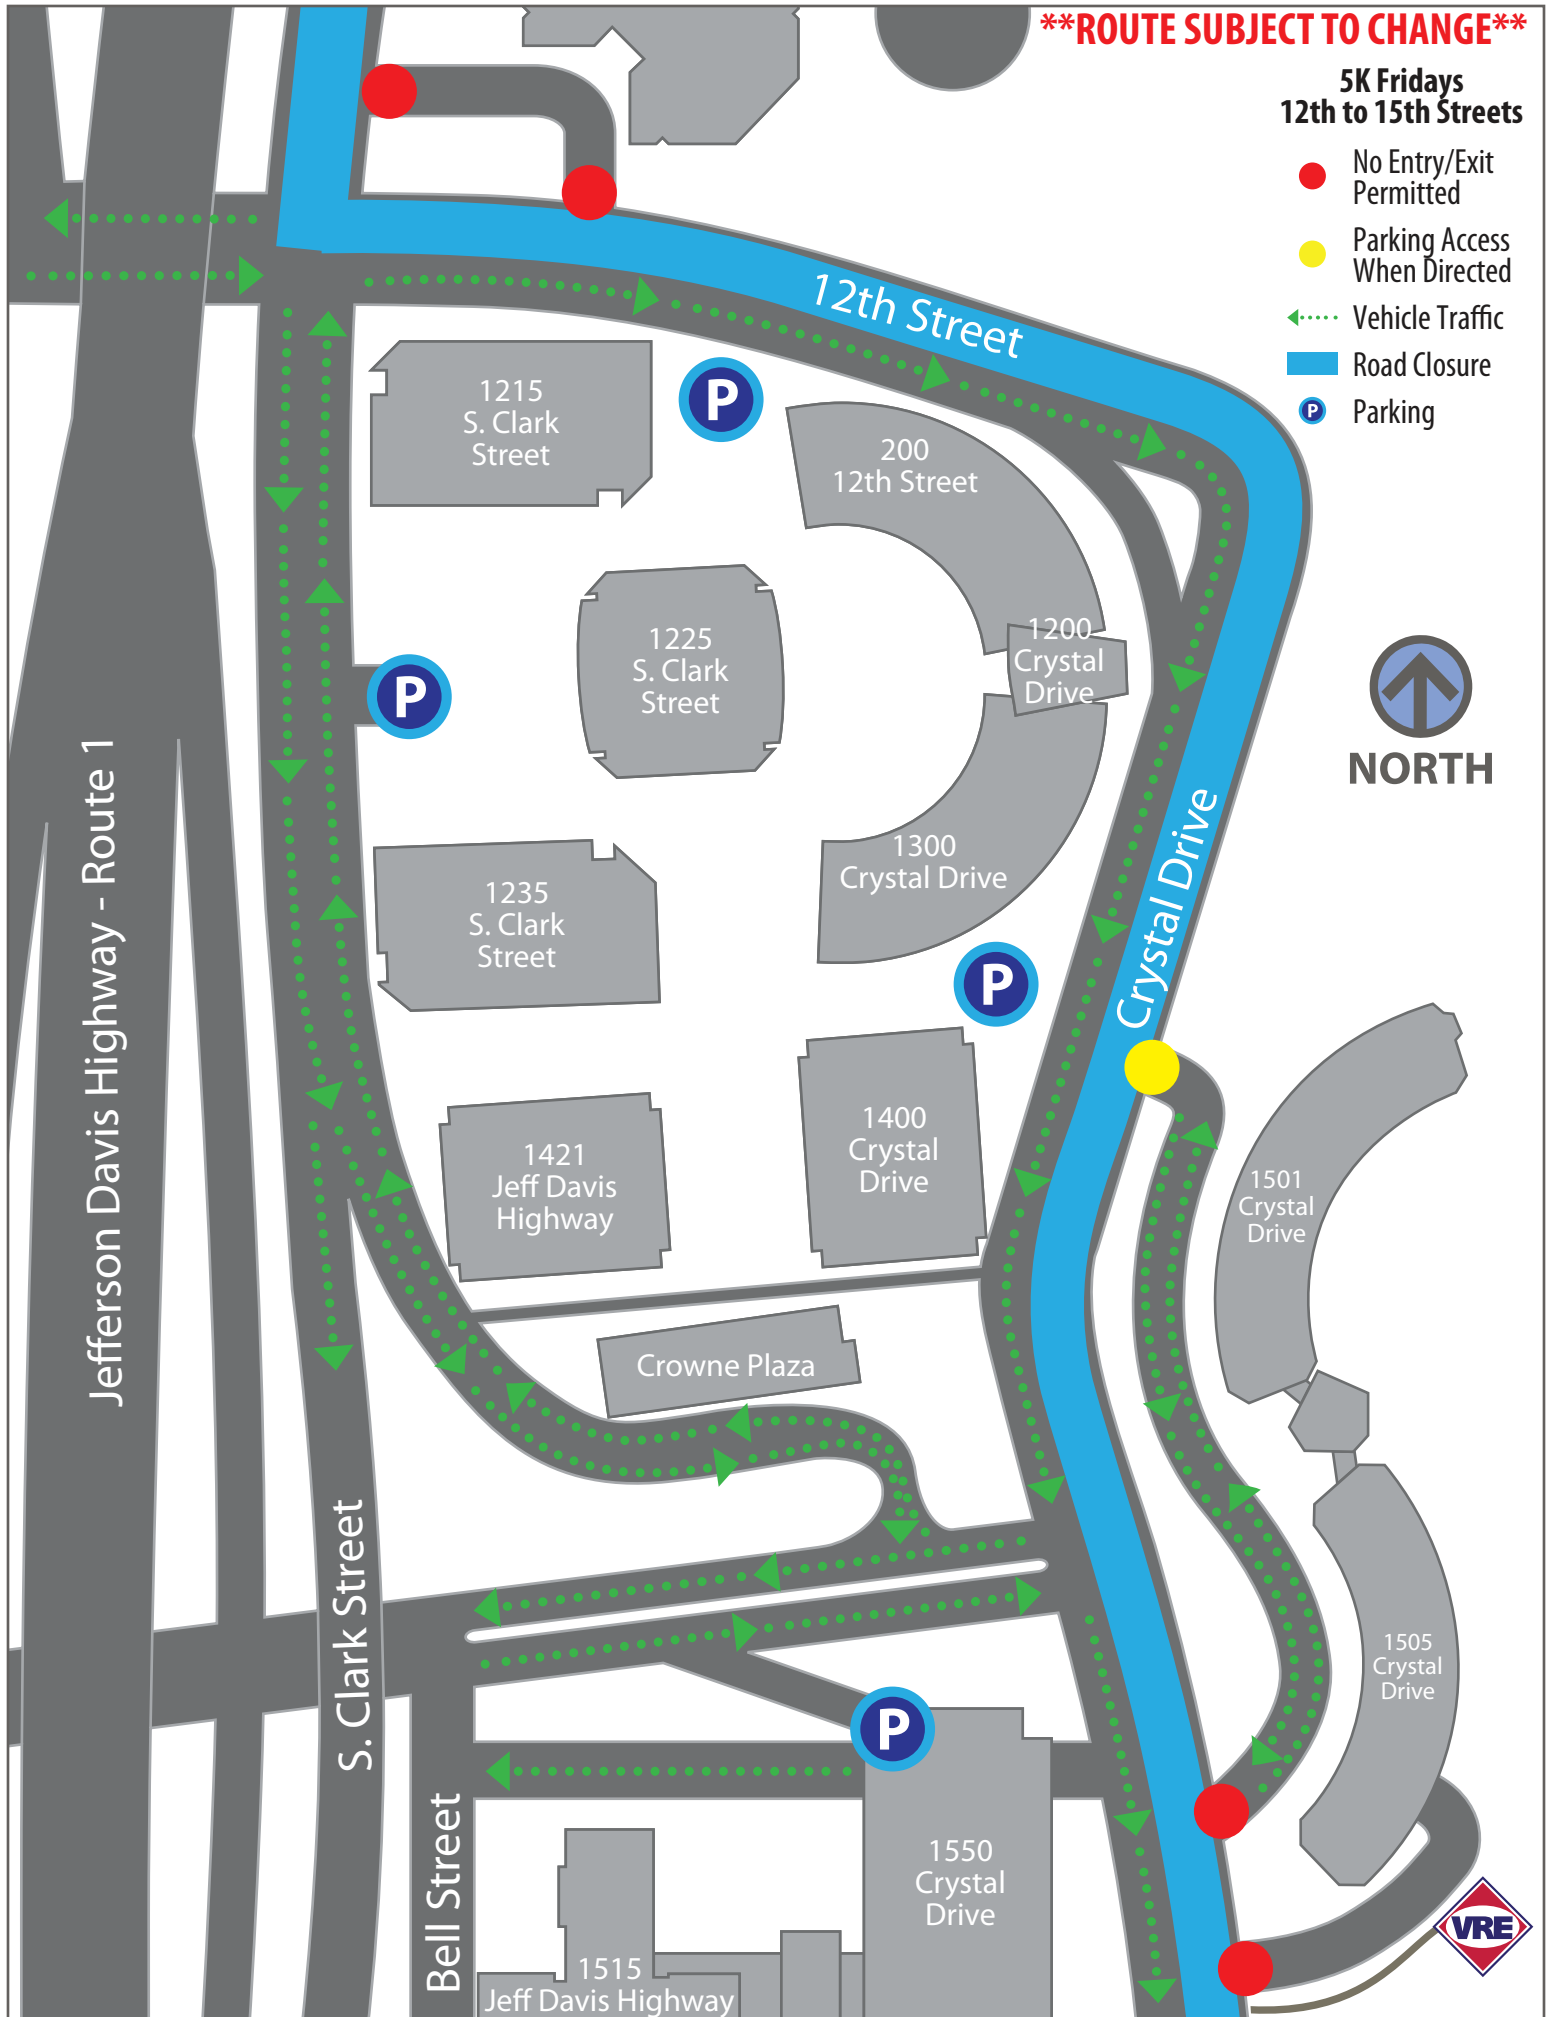 **ROUTE SUBJECT TO CHANGE**
5K Fridays
12th to 15th Streets
No Entry/Exit
Permitted
Parking Access
When Directed
Vehicle Traffic
Road Closure
P
Parking
12th Street
1215
S. Clark
Street
P
200
12th Street
1225
S. Clark
Street
1200
Crystal
Drive
P
NORTH
Jefferson Davis Highway - Route 1
1300
Crystal Drive
Crystal Drive
1235
S. Clark
Street
P
1421
Jeff Davis
Highway
1400
Crystal
Drive
1501
Crystal
Drive
Crowne Plaza
S. Clark Street
1505
Crystal
Drive
P
Bell Street
1550
Crystal
Drive
VRE
1515
Jeff Davis Highway